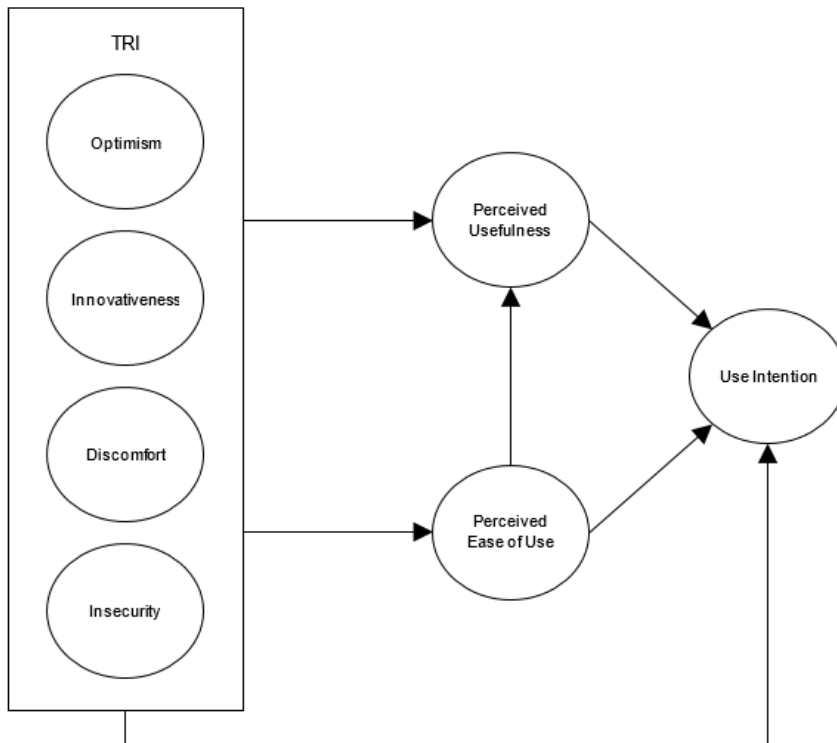 TRI
Optimism
Innovativeness
Discomfort
Insecurity
Perceived
Usefulness
Perceived
Ease of Use
Use Intention